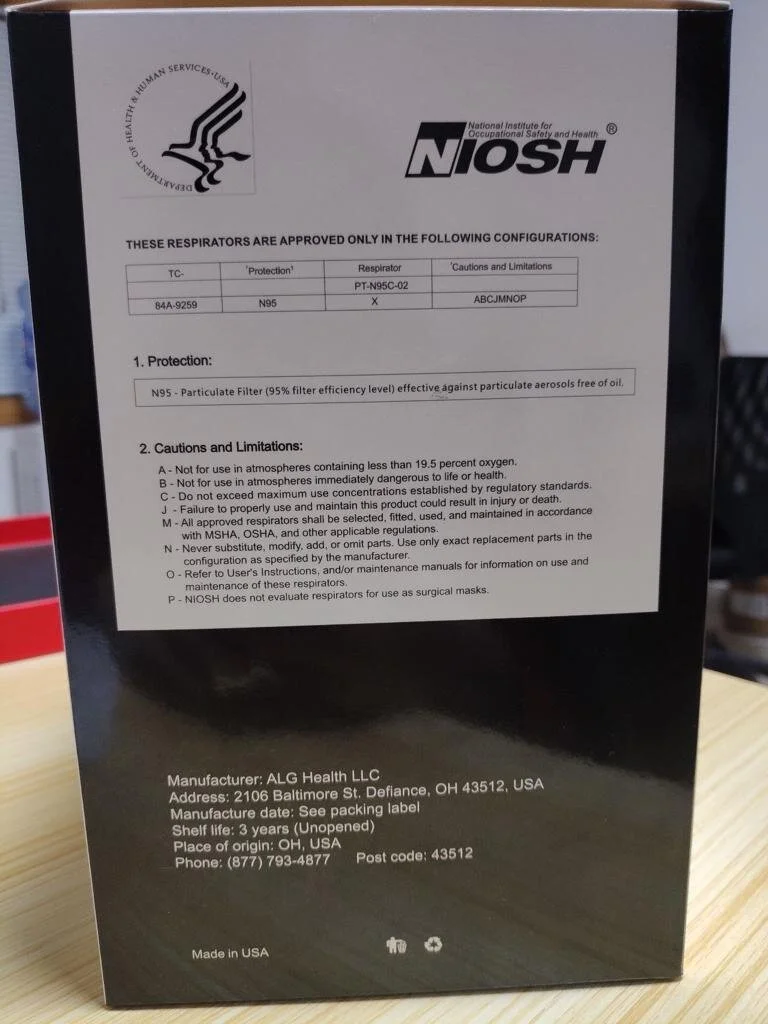 DEPARTMENT OF HEALTH & HUMAN SERVICES•USA
National Institute for
Occupational Safety and Health
NIOSH®
THESE RESPIRATORS ARE APPROVED ONLY IN THE FOLLOWING CONFIGURATIONS:
TC- 'Protection¹ Respirator 'Cautions and Limitations
PT-N95C-02
84A-9259 N95 X ABCJMNOP
1. Protection:
N95 - Particulate Filter (95% filter efficiency level) effective against particulate aerosols free of oil.
2. Cautions and Limitations:
A - Not for use in atmospheres containing less than 19.5 percent oxygen.
B - Not for use in atmospheres immediately dangerous to life or health.
C - Do not exceed maximum use concentrations established by regulatory standards.
J - Failure to properly use and maintain this product could result in injury or death.
M - All approved respirators shall be selected, fitted, used, and maintained in accordance
with MSHA, OSHA, and other applicable regulations.
N - Never substitute, modify, add, or omit parts. Use only exact replacement parts in the
configuration as specified by the manufacturer.
O - Refer to User's Instructions, and/or maintenance manuals for information on use and
maintenance of these respirators.
P - NIOSH does not evaluate respirators for use as surgical masks.
Manufacturer: ALG Health LLC
Address: 2106 Baltimore St. Defiance, OH 43512, USA
Manufacture date: See packing label
Shelf life: 3 years (Unopened)
Place of origin: OH, USA
Phone: (877) 793-4877 Post code: 43512
Made in USA